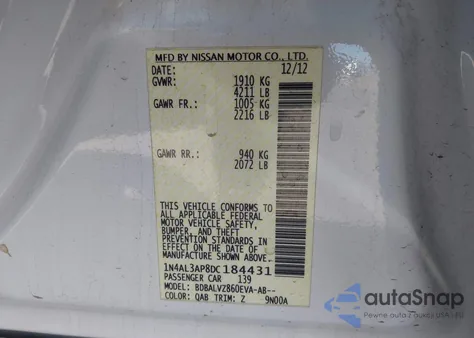 MFD BY NISSAN MOTOR CO., LTD.
DATE: 12/12
GVWR: 1910 KG
4211 LB
GAWR FR.: 1005 KG
2216 LB
GAWR RR.: 940 KG
2072 LB
THIS VEHICLE CONFORMS TO
ALL APPLICABLE FEDERAL
MOTOR VEHICLE SAFETY,
BUMPER, AND THEFT
PREVENTION STANDARDS IN
EFFECT ON THE DATE OF
MANUFACTURE SHOWN ABOVE.
1N4AL3AP8DC184431
PASSENGER CAR 139
MODEL: BDBALVZ860EVA-AB--
COLOR: QAB TRIM: Z 9N00A
autoSnap
Powered by AutoBidMaster